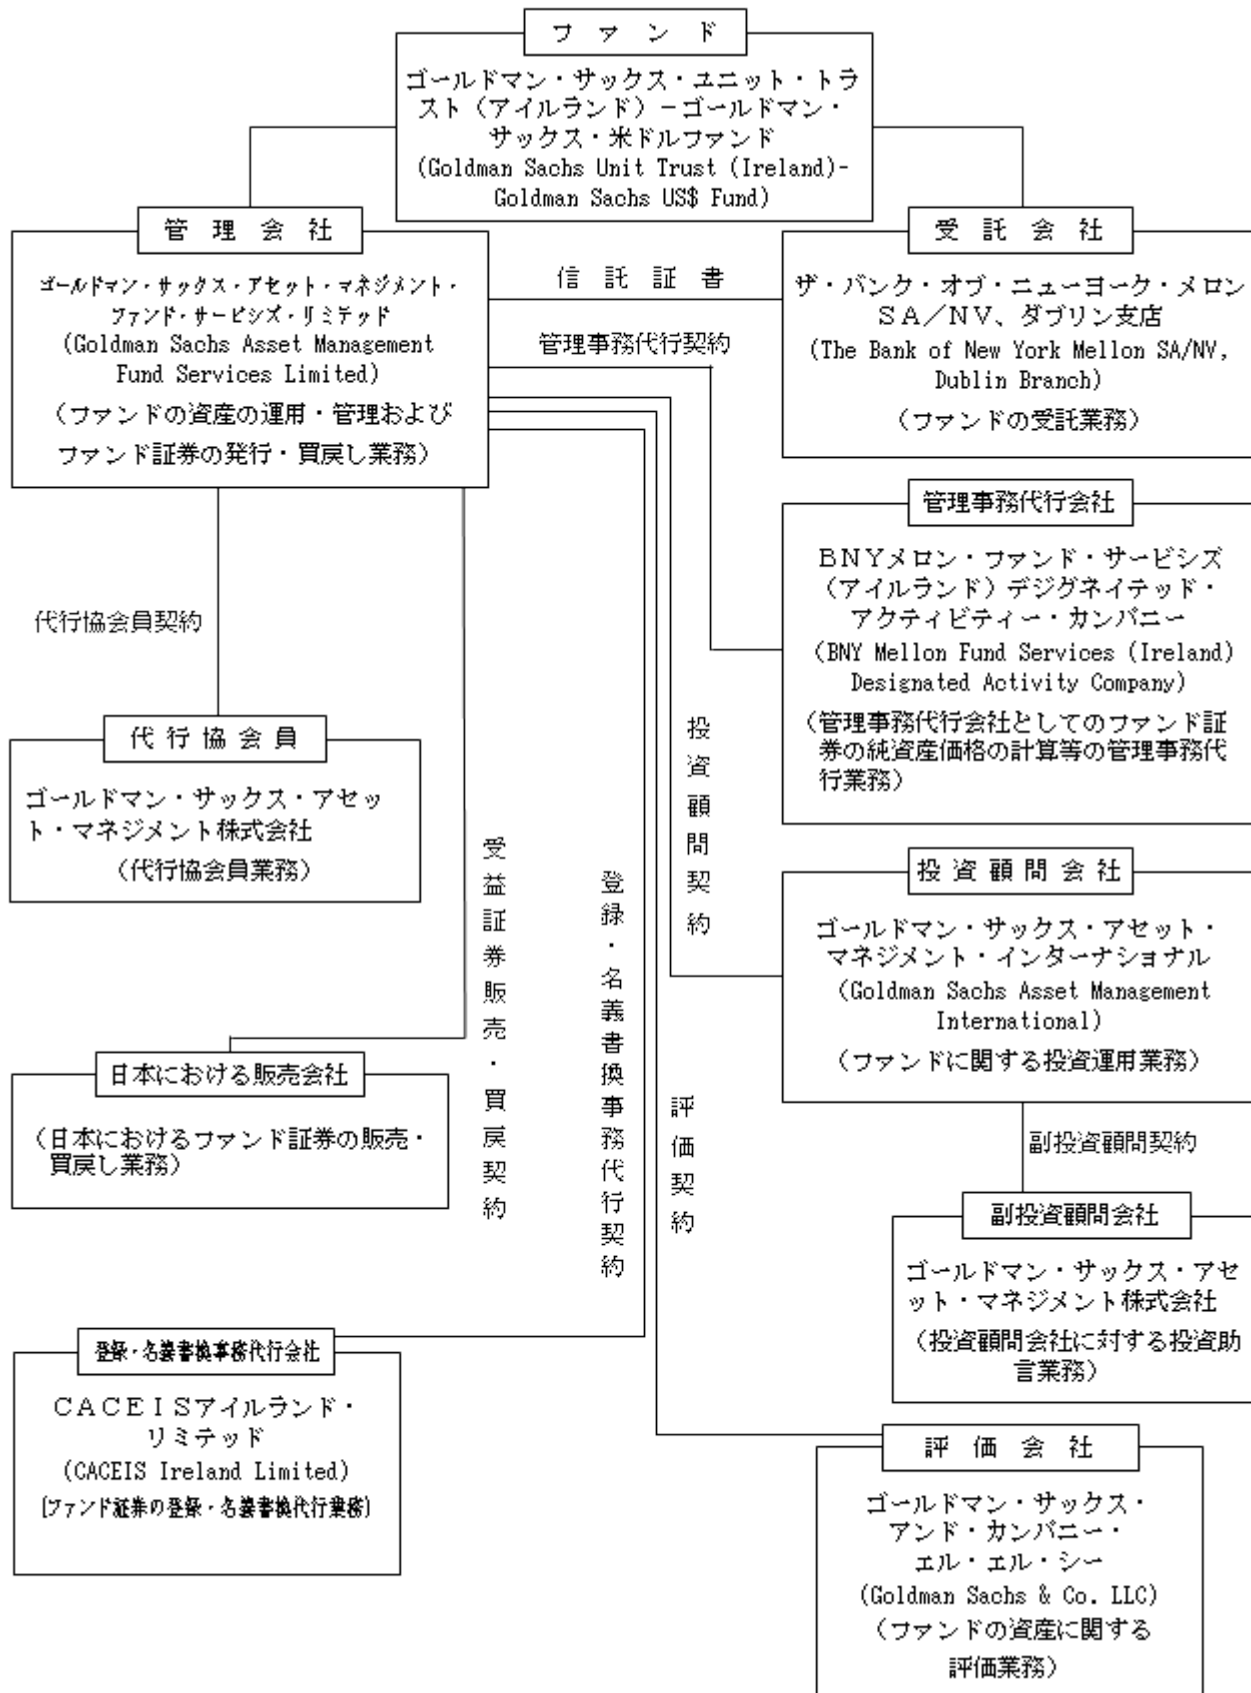 ファンド
ゴールドマン・サックス・ユニット・トラ
スト（アイルランド）－ゴールドマン・
サックス・米ドルファンド
(Goldman Sachs Unit Trust (Ireland)-
Goldman Sachs US$ Fund)
管理会社
ゴールドマン・サックス・アセット・マネジメント・
ファンド・サービシズ・リミテッド
(Goldman Sachs Asset Management
Fund Services Limited)
（ファンドの資産の運用・管理および
ファンド証券の発行・買戻し業務）
信託証書
管理事務代行契約
受託会社
ザ・バンク・オブ・ニューヨーク・メロン
ＳＡ／ＮＶ、ダブリン支店
(The Bank of New York Mellon SA/NV,
Dublin Branch)
（ファンドの受託業務）
管理事務代行会社
ＢＮＹメロン・ファンド・サービシズ
（アイルランド）デジグネイテッド・
アクティビティー・カンパニー
(BNY Mellon Fund Services (Ireland)
Designated Activity Company)
（管理事務代行会社としてのファンド証
券の純資産価格の計算等の管理事務代
行業務）
代行協会員契約
代行協会員
ゴールドマン・サックス・アセッ
ト・マネジメント株式会社
（代行協会員業務）
受益証券販売・買戻契約
登録・名義書換事務代行契約
投資顧問契約
評価契約
投資顧問会社
ゴールドマン・サックス・アセット・
マネジメント・インターナショナル
(Goldman Sachs Asset Management
International)
（ファンドに関する投資運用業務）
日本における販売会社
（日本におけるファンド証券の販売・
買戻し業務）
副投資顧問契約
副投資顧問会社
ゴールドマン・サックス・アセ
ット・マネジメント株式会社
（投資顧問会社に対する投資助
言業務）
登録・名義書換事務代行会社
ＣＡＣＥＩＳアイルランド・
リミテッド
(CACEIS Ireland Limited)
(ファンド証券の登録・名義書換代行業務)
評価会社
ゴールドマン・サックス・
アンド・カンパニー・
エル・エル・シー
(Goldman Sachs & Co. LLC)
（ファンドの資産に関する
評価業務）